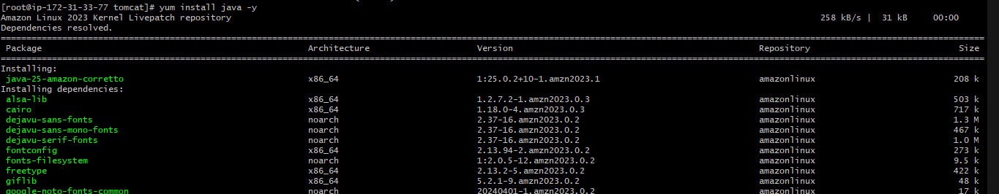 [root@ip-172-31-33-77 tomcat]# yum install java -y
Amazon Linux 2023 Kernel Livepatch repository 258 kB/s | 31 kB 00:00
Dependencies resolved.
Package Architecture Version Repository Size
Installing:
java-25-amazon-corretto x86_64 1:25.0.2+10-1.amzn2023.1 amazonlinux 208 k
Installing dependencies:
alsa-lib x86_64 1.2.7.2-1.amzn2023.0.3 amazonlinux 503 k
cairo x86_64 1.18.0-4.amzn2023.0.3 amazonlinux 717 k
dejavu-sans-fonts noarch 2.37-16.amzn2023.0.2 amazonlinux 1.3 M
dejavu-sans-mono-fonts noarch 2.37-16.amzn2023.0.2 amazonlinux 467 k
dejavu-serif-fonts noarch 2.37-16.amzn2023.0.2 amazonlinux 1.0 M
fontconfig x86_64 2.13.94-2.amzn2023.0.2 amazonlinux 273 k
fonts-filesystem noarch 1:2.0.5-12.amzn2023.0.2 amazonlinux 9.5 k
freetype x86_64 2.13.2-5.amzn2023.0.2 amazonlinux 422 k
giflib x86_64 5.2.1-9.amzn2023.0.2 amazonlinux 48 k
google-noto-fonts-common noarch 20240401-1.amzn2023.0.2 amazonlinux 17 k